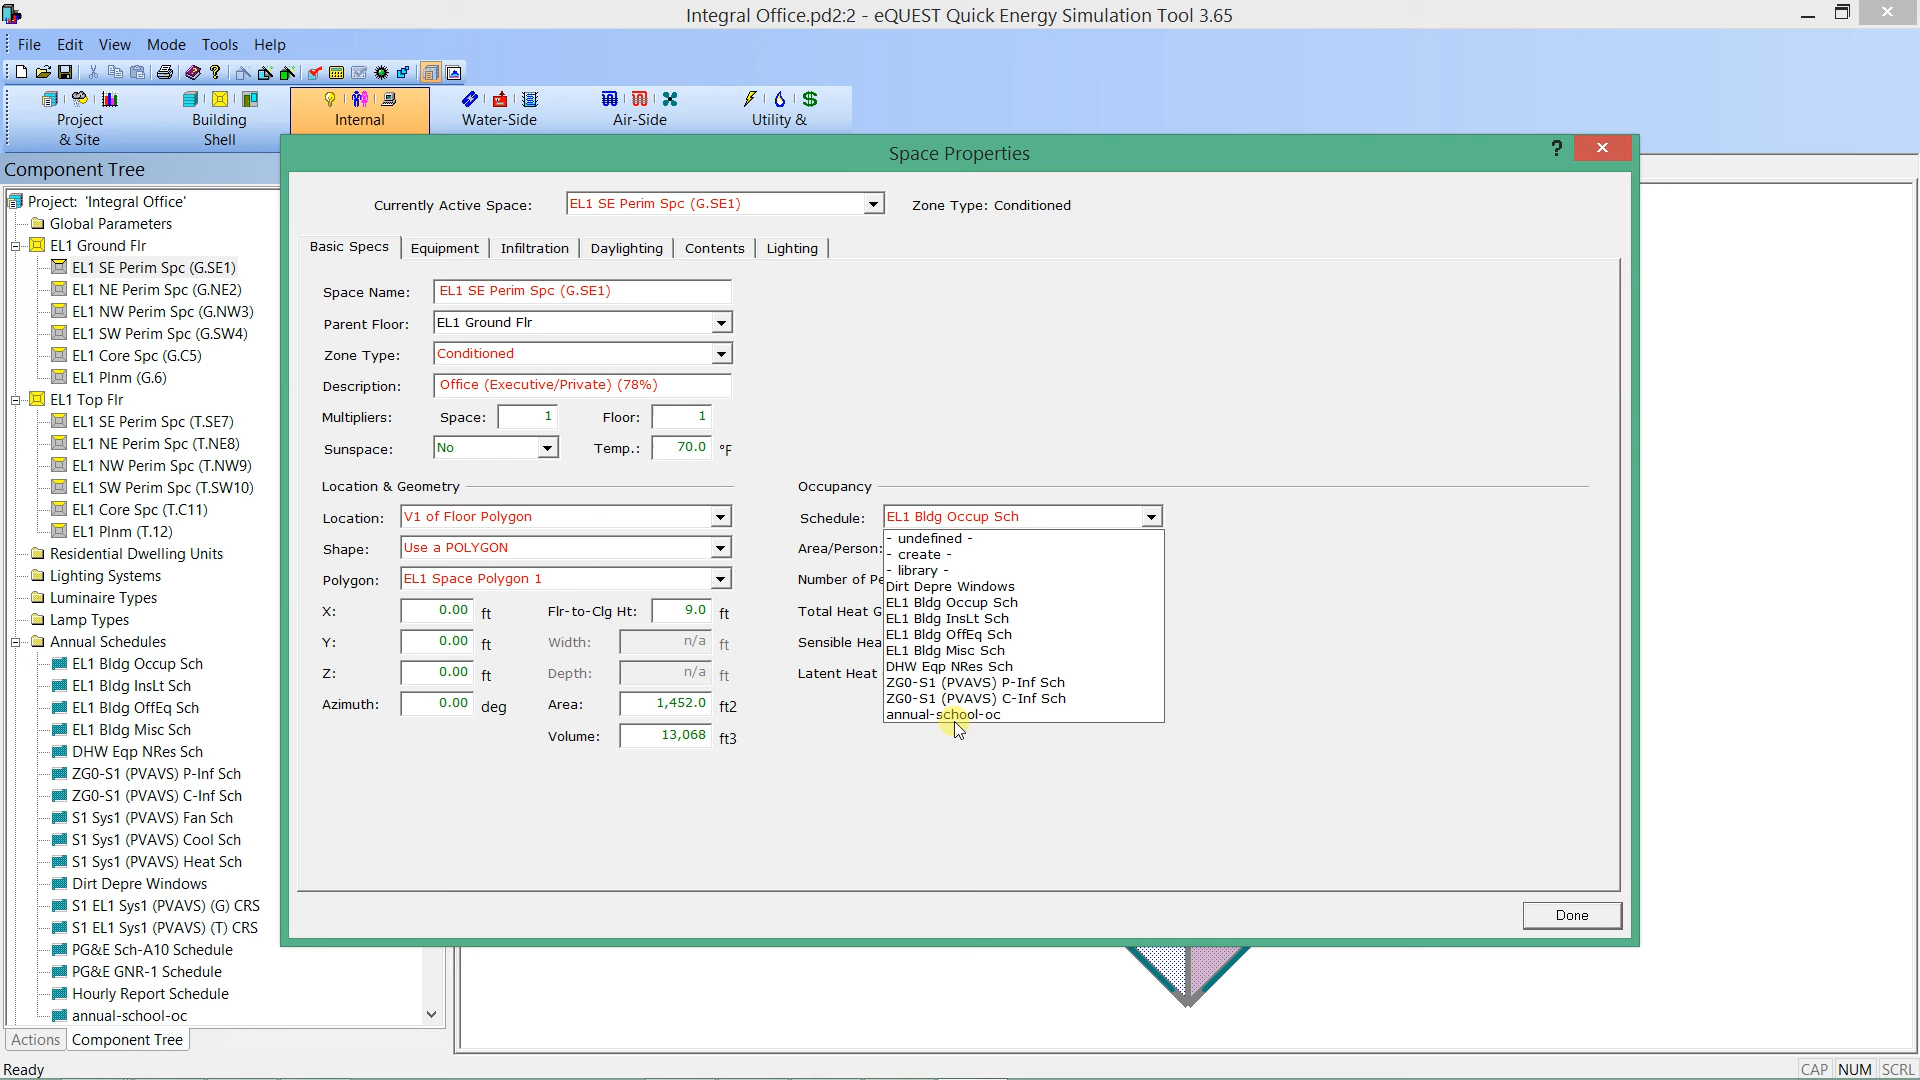 Integral Office.pd2:2 - eQUEST Quick Energy Simulation Tool 3.65
File Edit View Mode Tools Help
Project & Site
Building Shell
Internal
Water-Side
Air-Side
Utility &
Component Tree
Project: 'Integral Office'
Global Parameters
EL1 Ground Flr
EL1 SE Perim Spc (G.SE1)
EL1 NE Perim Spc (G.NE2)
EL1 NW Perim Spc (G.NW3)
EL1 SW Perim Spc (G.SW4)
EL1 Core Spc (G.C5)
EL1 Plnm (G.6)
EL1 Top Flr
EL1 SE Perim Spc (T.SE7)
EL1 NE Perim Spc (T.NE8)
EL1 NW Perim Spc (T.NW9)
EL1 SW Perim Spc (T.SW10)
EL1 Core Spc (T.C11)
EL1 Plnm (T.12)
Residential Dwelling Units
Lighting Systems
Luminaire Types
Lamp Types
Annual Schedules
EL1 Bldg Occup Sch
EL1 Bldg InsLt Sch
EL1 Bldg OffEq Sch
EL1 Bldg Misc Sch
DHW Eqp NRes Sch
ZG0-S1 (PVAVS) P-Inf Sch
ZG0-S1 (PVAVS) C-Inf Sch
S1 Sys1 (PVAVS) Fan Sch
S1 Sys1 (PVAVS) Cool Sch
S1 Sys1 (PVAVS) Heat Sch
Dirt Depre Windows
S1 EL1 Sys1 (PVAVS) (G) CRS
S1 EL1 Sys1 (PVAVS) (T) CRS
PG&E Sch-A10 Schedule
PG&E GNR-1 Schedule
Hourly Report Schedule
annual-school-oc
Actions Component Tree
Ready
Space Properties
?
Currently Active Space: EL1 SE Perim Spc (G.SE1) Zone Type: Conditioned
Basic Specs Equipment Infiltration Daylighting Contents Lighting
Space Name: EL1 SE Perim Spc (G.SE1)
Parent Floor: EL1 Ground Flr
Zone Type: Conditioned
Description: Office (Executive/Private) (78%)
Multipliers: Space: 1 Floor: 1
Sunspace: No Temp.: 70.0 °F
Location & Geometry
Location: V1 of Floor Polygon
Shape: Use a POLYGON
Polygon: EL1 Space Polygon 1
X: 0.00 ft Flr-to-Clg Ht: 9.0 ft
Y: 0.00 ft Width: n/a ft
Z: 0.00 ft Depth: n/a ft
Azimuth: 0.00 deg Area: 1,452.0 ft2
Volume: 13,068 ft3
Occupancy
Schedule: EL1 Bldg Occup Sch
Area/Person:
Number of Pe
Total Heat G
Sensible Hea
Latent Heat
- undefined -
- create -
- library -
Dirt Depre Windows
EL1 Bldg Occup Sch
EL1 Bldg InsLt Sch
EL1 Bldg OffEq Sch
EL1 Bldg Misc Sch
DHW Eqp NRes Sch
ZG0-S1 (PVAVS) P-Inf Sch
ZG0-S1 (PVAVS) C-Inf Sch
annual-school-oc
Done
CAP NUM SCRL